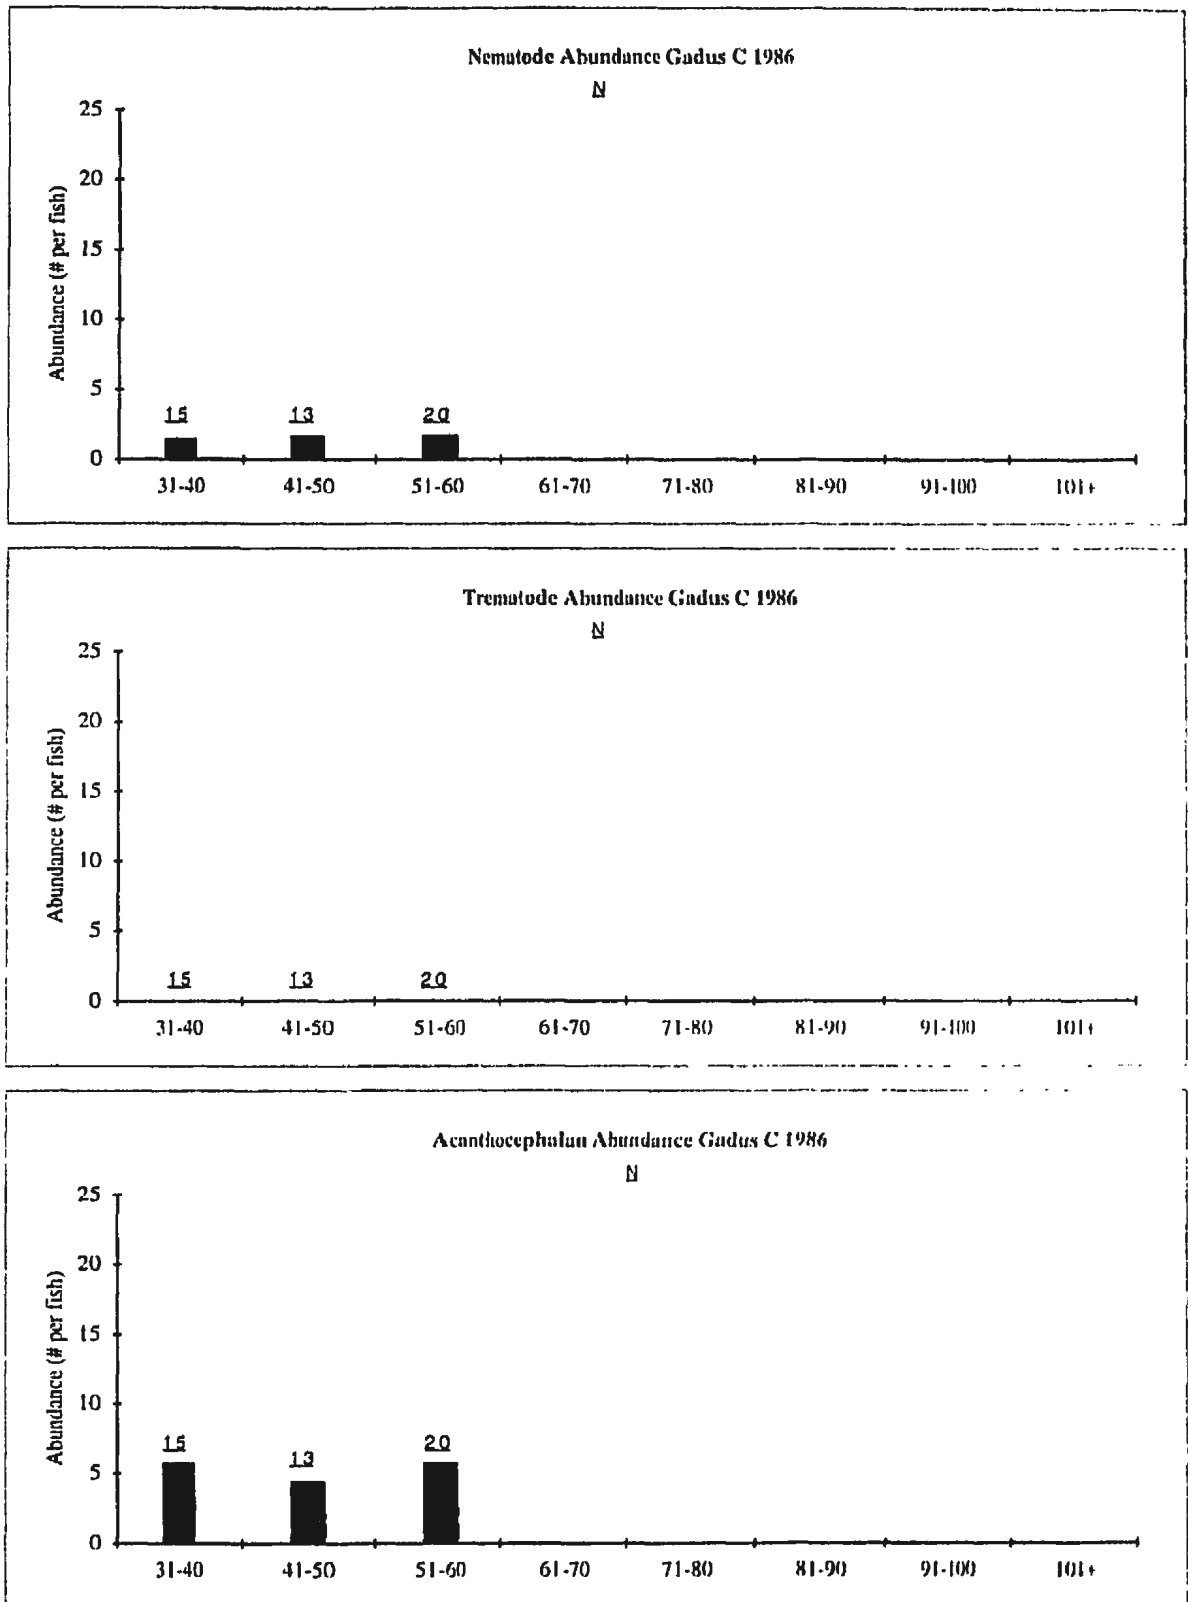 Nematode Abundance Gadus C 1986
N
25
20
15
10
5
0
Abundance (# per fish)
15 13 20
31-40 41-50 51-60 61-70 71-80 81-90 91-100 101+
Trematode Abundance Gadus C 1986
N
25
20
15
10
5
0
Abundance (# per fish)
15 13 20
31-40 41-50 51-60 61-70 71-80 81-90 91-100 101+
Acanthocephalan Abundance Gadus C 1986
N
25
20
15
10
5
0
Abundance (# per fish)
15 13 20
31-40 41-50 51-60 61-70 71-80 81-90 91-100 101+